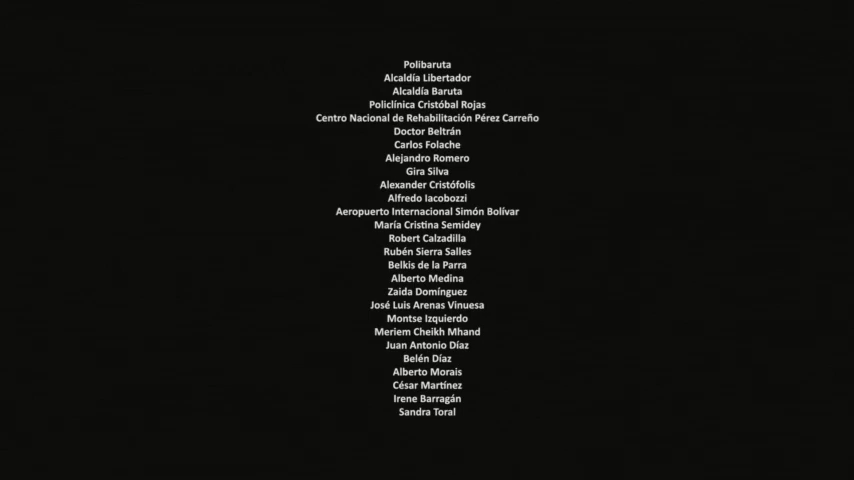 Polibaruta
Alcaldía Libertador
Alcaldía Baruta
Policlínica Cristóbal Rojas
Centro Nacional de Rehabilitación Pérez Carreño
Doctor Beltrán
Carlos Folache
Alejandro Romero
Gira Silva
Alexander Cristófolis
Alfredo Iacobozzi
Aeropuerto Internacional Simón Bolívar
María Cristina Semidey
Robert Calzadilla
Rubén Sierra Salles
Belkis de la Parra
Alberto Medina
Zaida Domínguez
José Luis Arenas Vinuesa
Montse Izquierdo
Meriem Cheikh Mhand
Juan Antonio Díaz
Belén Díaz
Alberto Morais
César Martínez
Irene Barragán
Sandra Toral